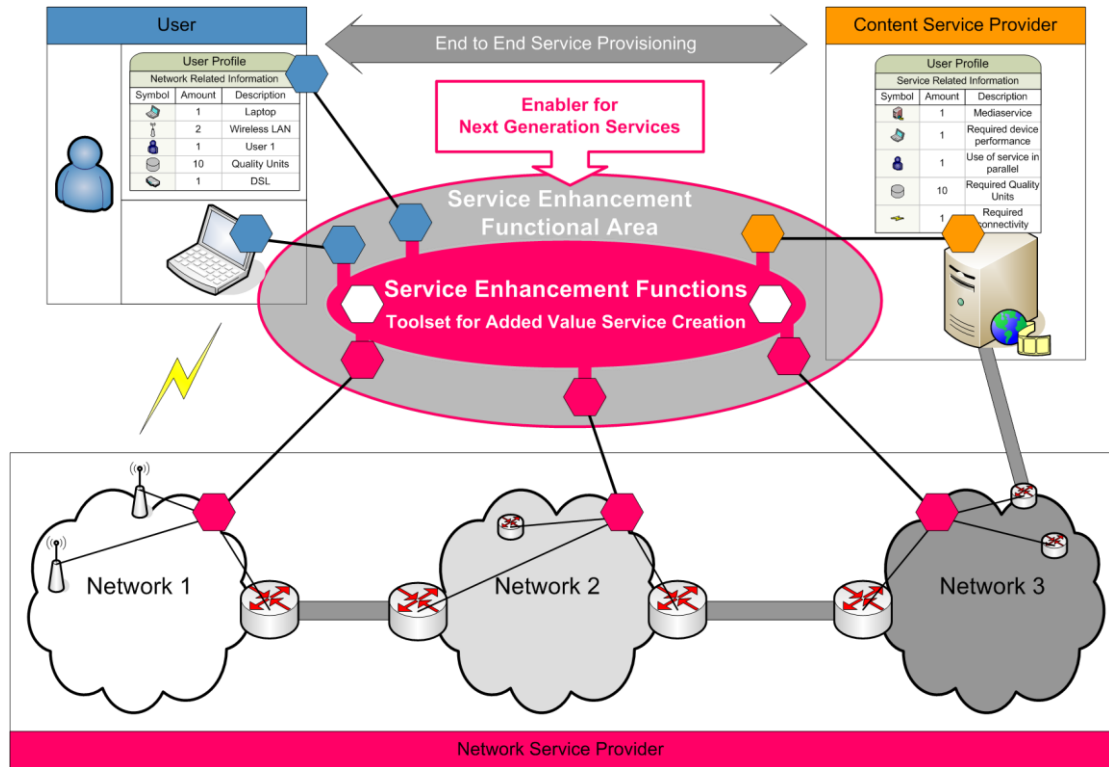 User
End to End Service Provisioning
Content Service Provider
User Profile
Network Related Information
Symbol Amount Description
1 Laptop
2 Wireless LAN
1 User 1
10 Quality Units
1 DSL
Enabler for
Next Generation Services
User Profile
Service Related Information
Symbol Amount Description
1 Mediaservice
1 Required device
performance
1 Use of service in
parallel
10 Required Quality
Units
1 Required
connectivity
Service Enhancement
Functional Area
Service Enhancement Functions
Toolset for Added Value Service Creation
Network 1
Network 2
Network 3
Network Service Provider